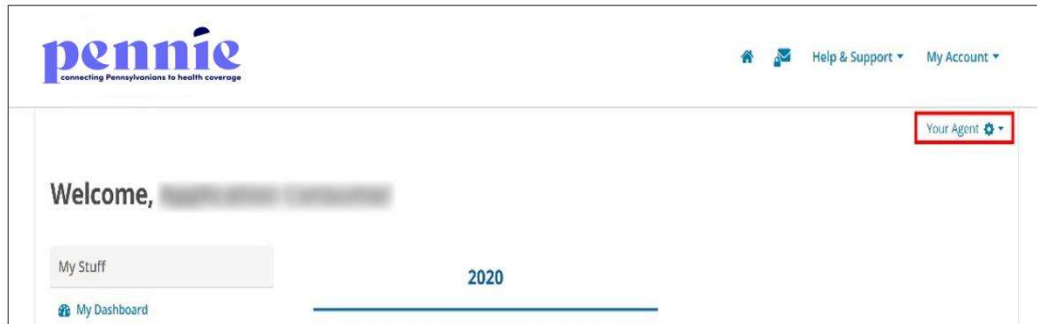 pennie
connecting Pennsylvanians to health coverage
Help & Support
My Account
Your Agent
Welcome,
My Stuff
2020
My Dashboard